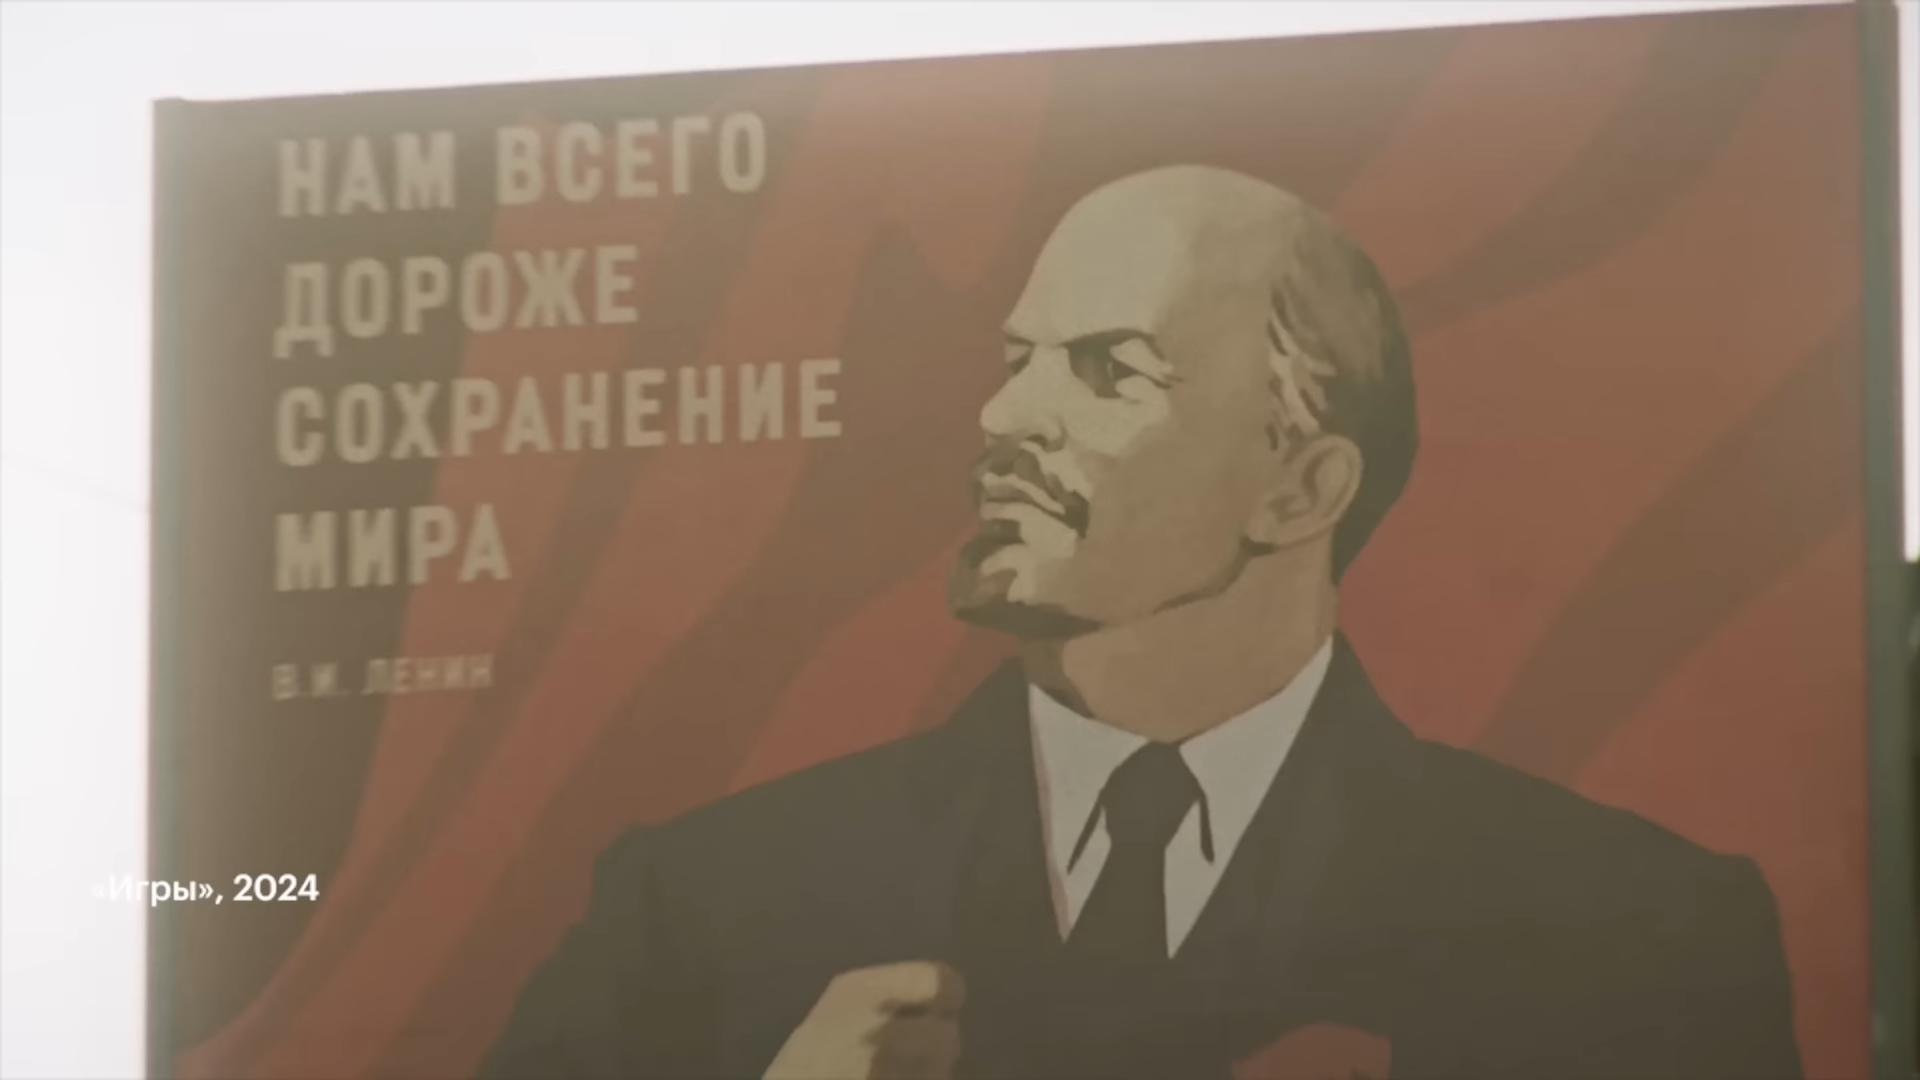 НАМ ВСЕГО
ДОРОЖЕ
СОХРАНЕНИЕ
МИРА
В.И. ЛЕНИН
«Игры», 2024